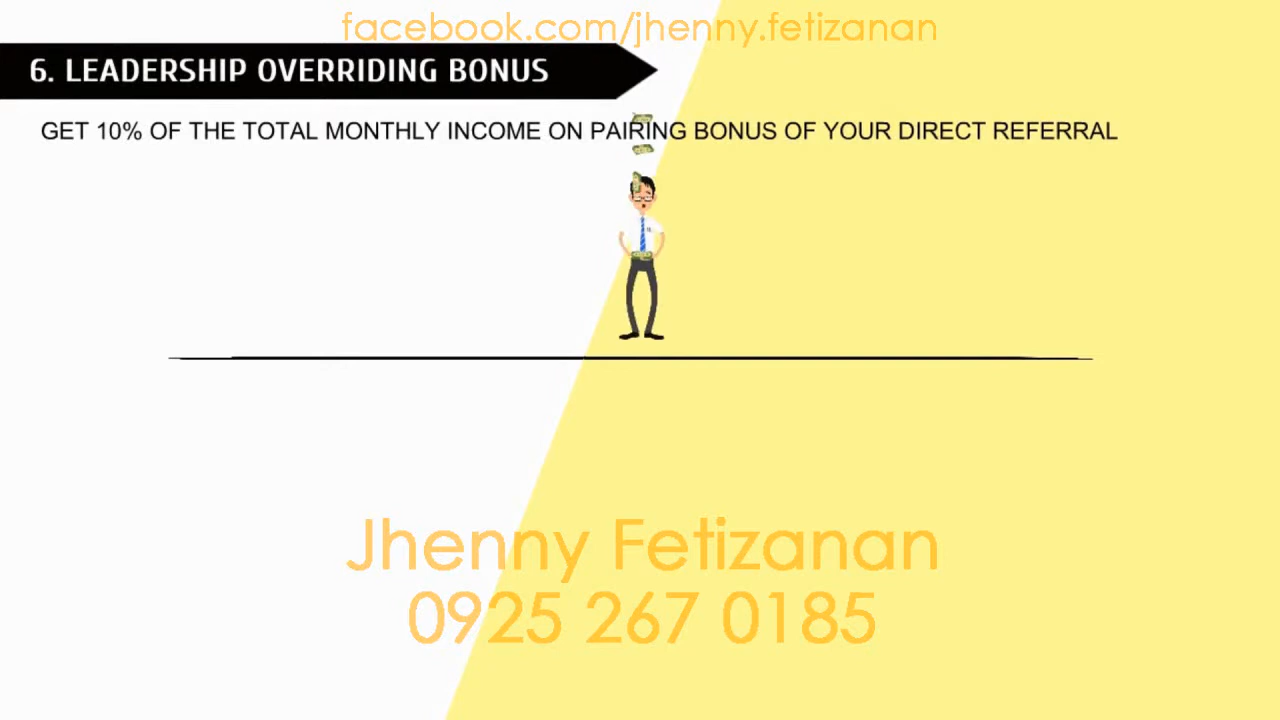 facebook.com/jhenny.fetizanan
6. LEADERSHIP OVERRIDING BONUS
GET 10% OF THE TOTAL MONTHLY INCOME ON PAIRING BONUS OF YOUR DIRECT REFERRAL
Jhenny Fetizanan
0925 267 0185